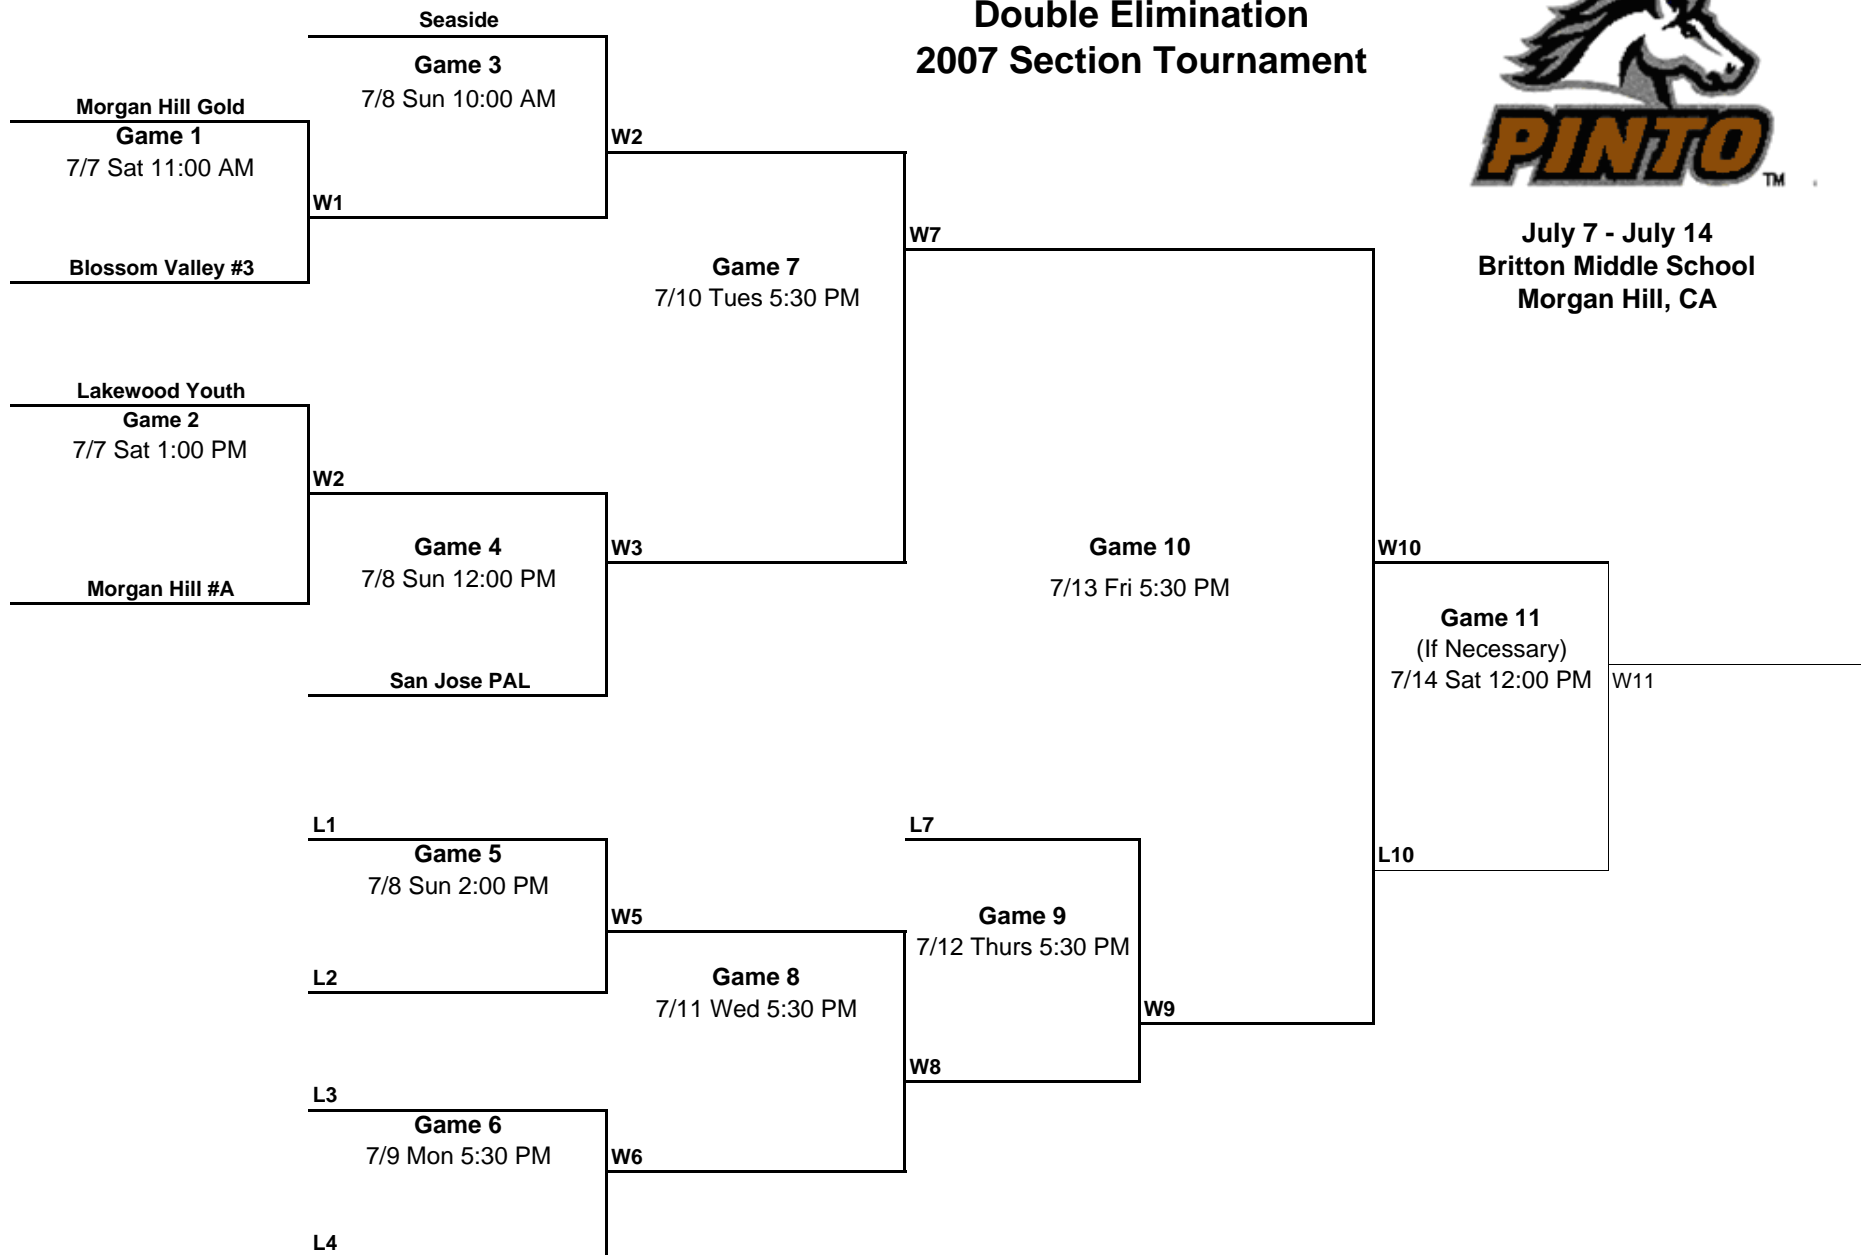 Double Elimination
2007 Section Tournament
PINTO TM
July 7 - July 14
Britton Middle School
Morgan Hill, CA
Seaside
Game 3
7/8 Sun 10:00 AM
Morgan Hill Gold
Game 1
7/7 Sat 11:00 AM
W1
Blossom Valley #3
W2
Game 7
7/10 Tues 5:30 PM
W7
Lakewood Youth
Game 2
7/7 Sat 1:00 PM
W2
Morgan Hill #A
Game 4
7/8 Sun 12:00 PM
W3
San Jose PAL
Game 10
7/13 Fri 5:30 PM
W10
Game 11
(If Necessary)
7/14 Sat 12:00 PM
W11
L10
L1
Game 5
7/8 Sun 2:00 PM
L2
W5
Game 8
7/11 Wed 5:30 PM
L7
Game 9
7/12 Thurs 5:30 PM
W9
W8
L3
Game 6
7/9 Mon 5:30 PM
W6
L4